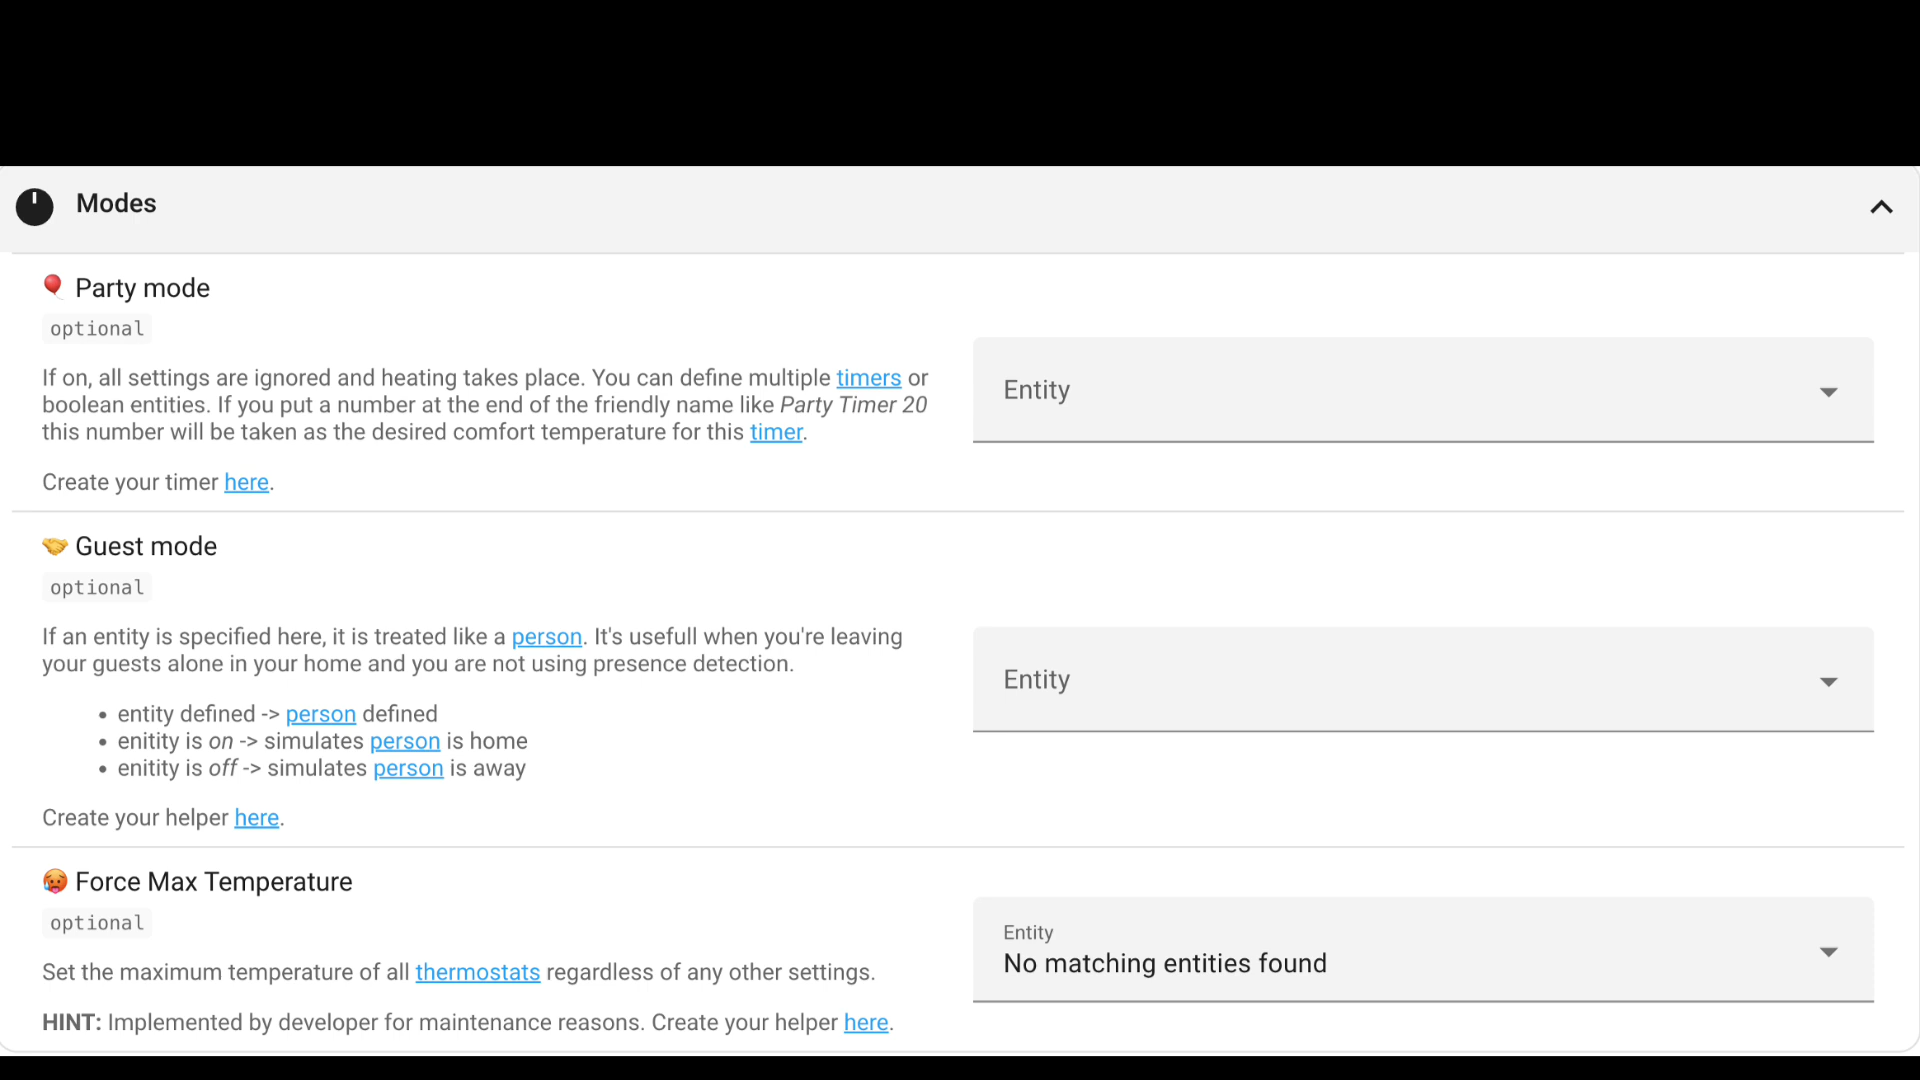 Modes
Party mode
optional
If on, all settings are ignored and heating takes place. You can define multiple timers or
boolean entities. If you put a number at the end of the friendly name like Party Timer 20
this number will be taken as the desired comfort temperature for this timer.
Create your timer here.
Entity
Guest mode
optional
If an entity is specified here, it is treated like a person. It's usefull when you're leaving
your guests alone in your home and you are not using presence detection.
• entity defined -> person defined
• enitity is on -> simulates person is home
• enitity is off -> simulates person is away
Create your helper here.
Entity
Force Max Temperature
optional
Set the maximum temperature of all thermostats regardless of any other settings.
HINT: Implemented by developer for maintenance reasons. Create your helper here.
Entity
No matching entities found